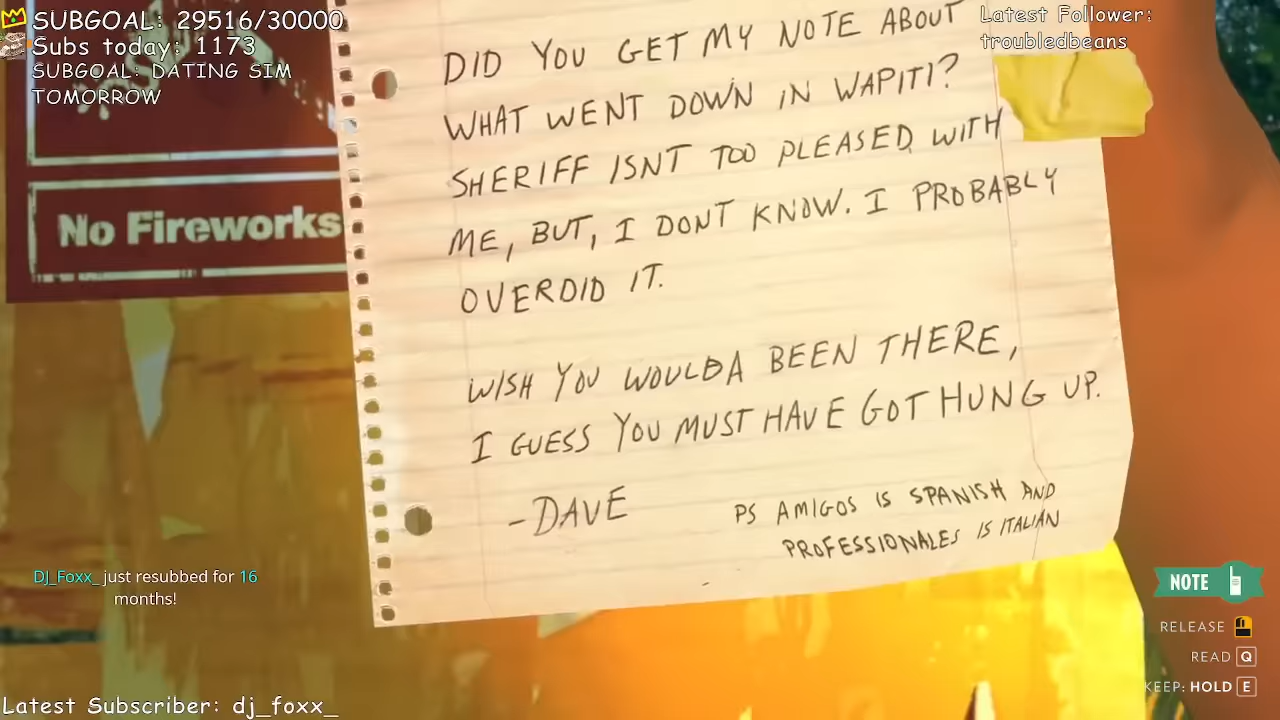 SUBGOAL: 29516/30000
Subs today: 1173
SUBGOAL: DATING SIM
TOMORROW
Latest Follower:
troubledbeans
No Fireworks
DID YOU GET MY NOTE ABOUT
WHAT WENT DOWN IN WAPITI?
SHERIFF ISNT TOO PLEASED WITH
ME, BUT, I DONT KNOW. I PROBABLY
OVERDID IT.
WISH YOU WOULDA BEEN THERE,
I GUESS YOU MUST HAVE GOT HUNG UP.
-DAVE
PS AMIGOS IS SPANISH AND
PROFESSIONALES IS ITALIAN
DJ_Foxx_ just resubbed for 16
months!
NOTE
RELEASE
READ Q
KEEP: HOLD E
Latest Subscriber: dj_foxx_